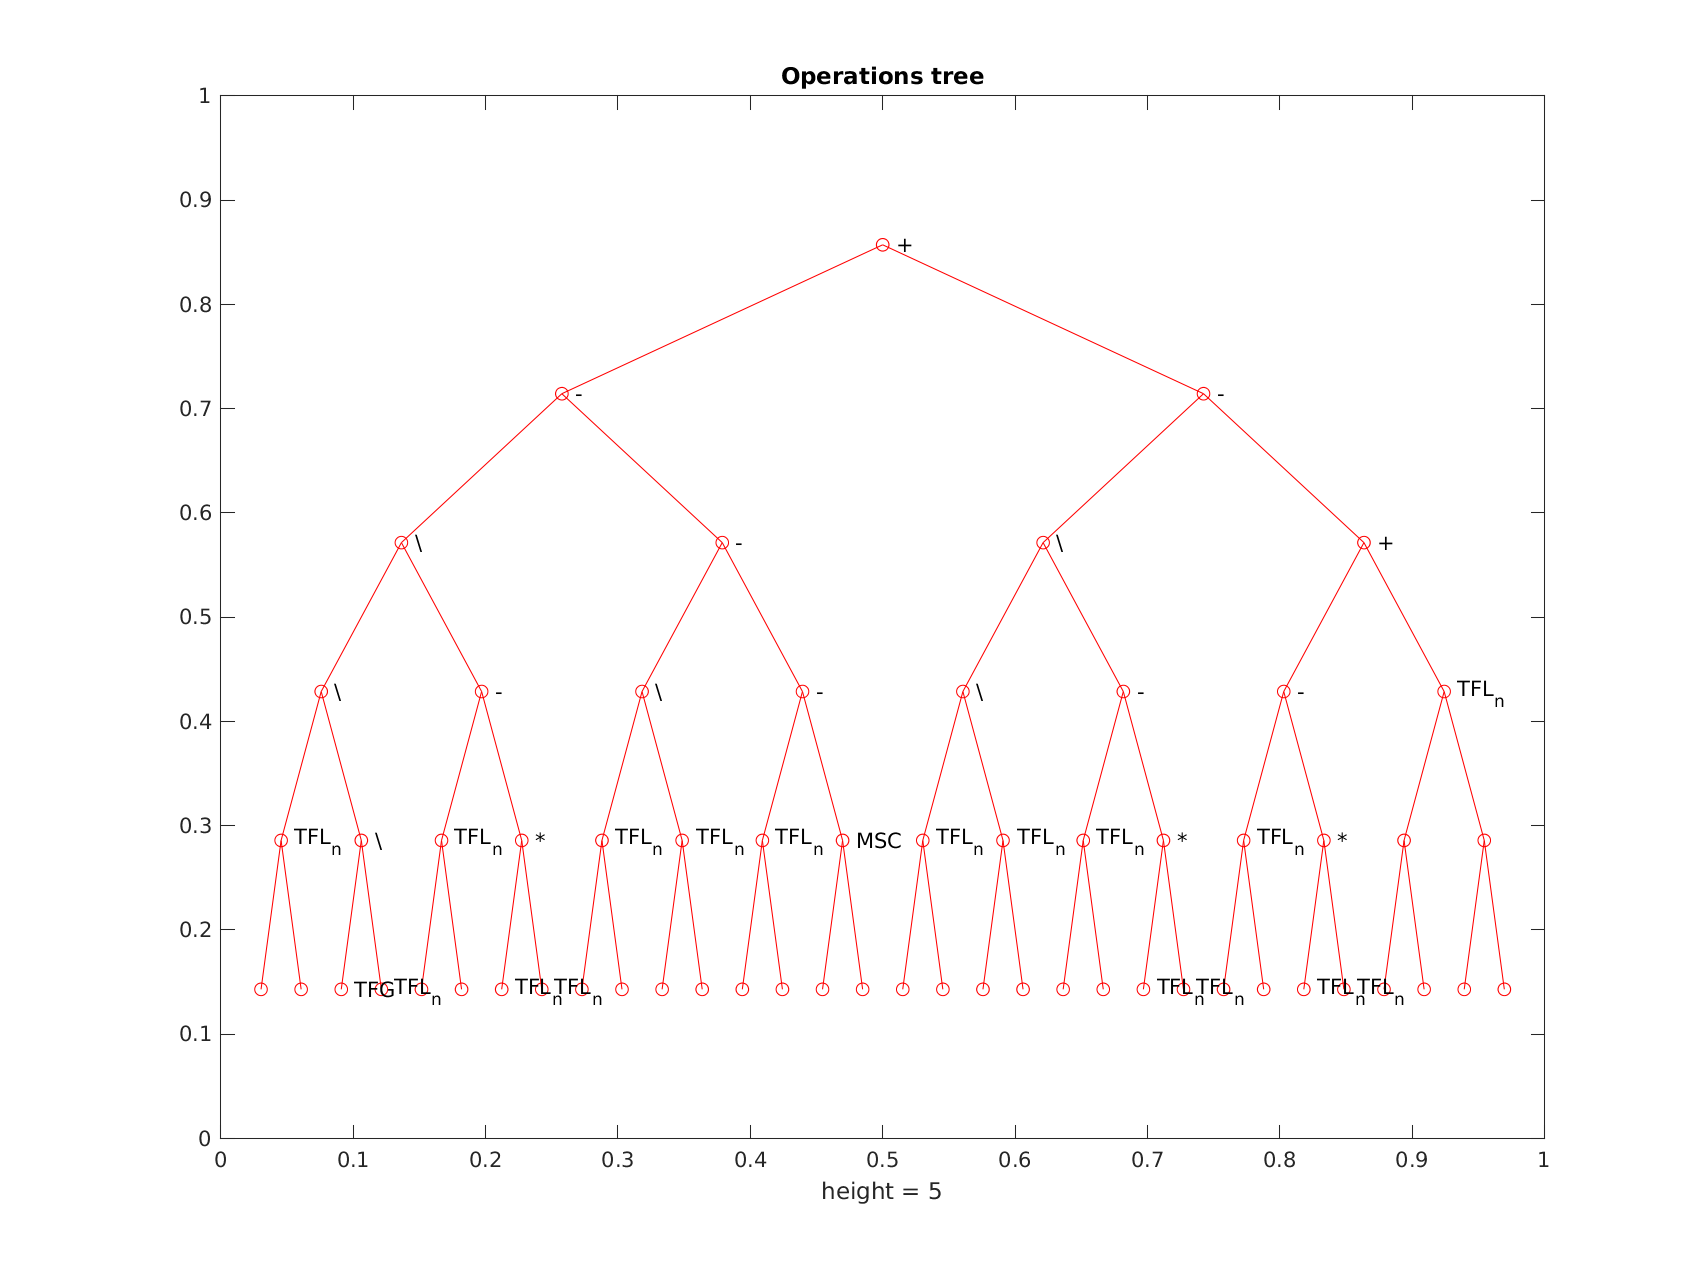 Operations tree
1
0.9
+
0.8
- -
0.7
0.6
\ - \ +
0.5
\ - \ - \ - - TFLn
0.4
0.3
TFLn \ TFLn * TFLn TFLn TFLn MSC TFLn TFLn TFLn * TFLn *
0.2
TFG TFLn TFLn TFLn TFLn TFLn TFLn TFLn
0.1
0
0 0.1 0.2 0.3 0.4 0.5 0.6 0.7 0.8 0.9 1
height = 5